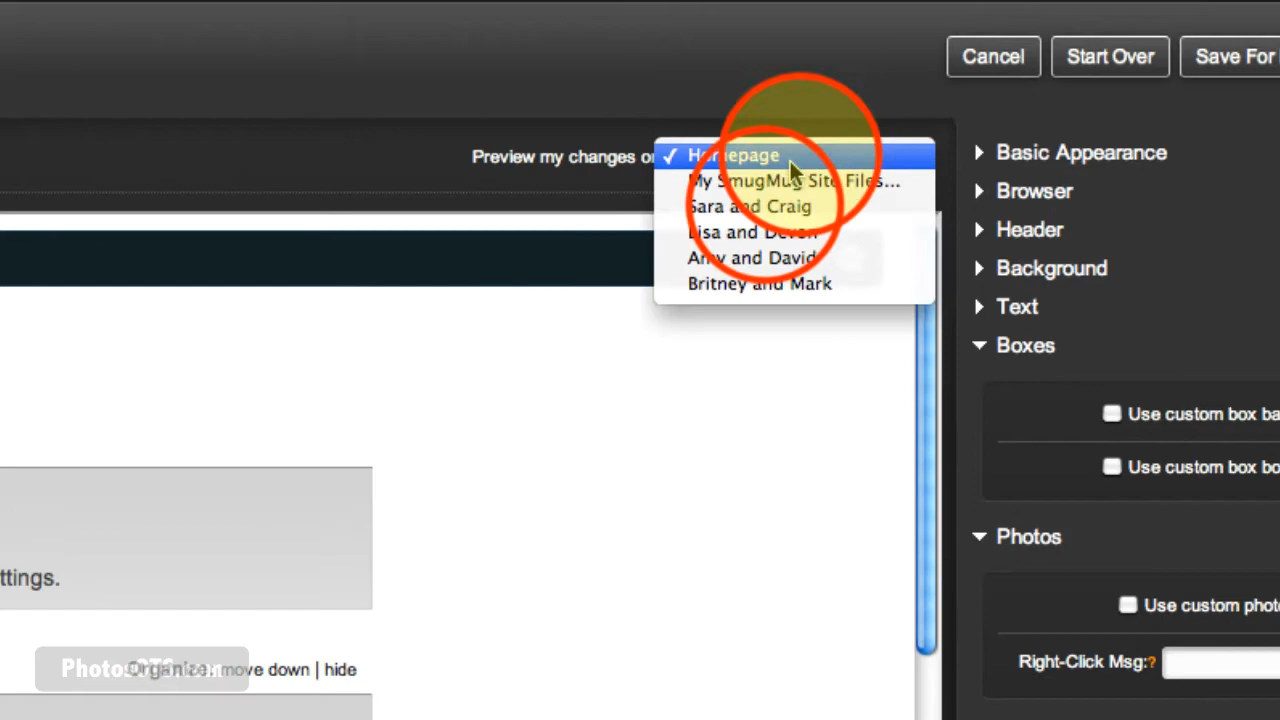 Cancel
Start Over
Save For
Preview my changes on
Homepage
My SmugMug Site Files...
Sara and Craig
Lisa and Devon
Amy and David
Britney and Mark
Basic Appearance
Browser
Header
Background
Text
Boxes
Use custom box ba
Use custom box bo
Photos
Use custom phot
Right-Click Msg:?
ttings.
move down | hide